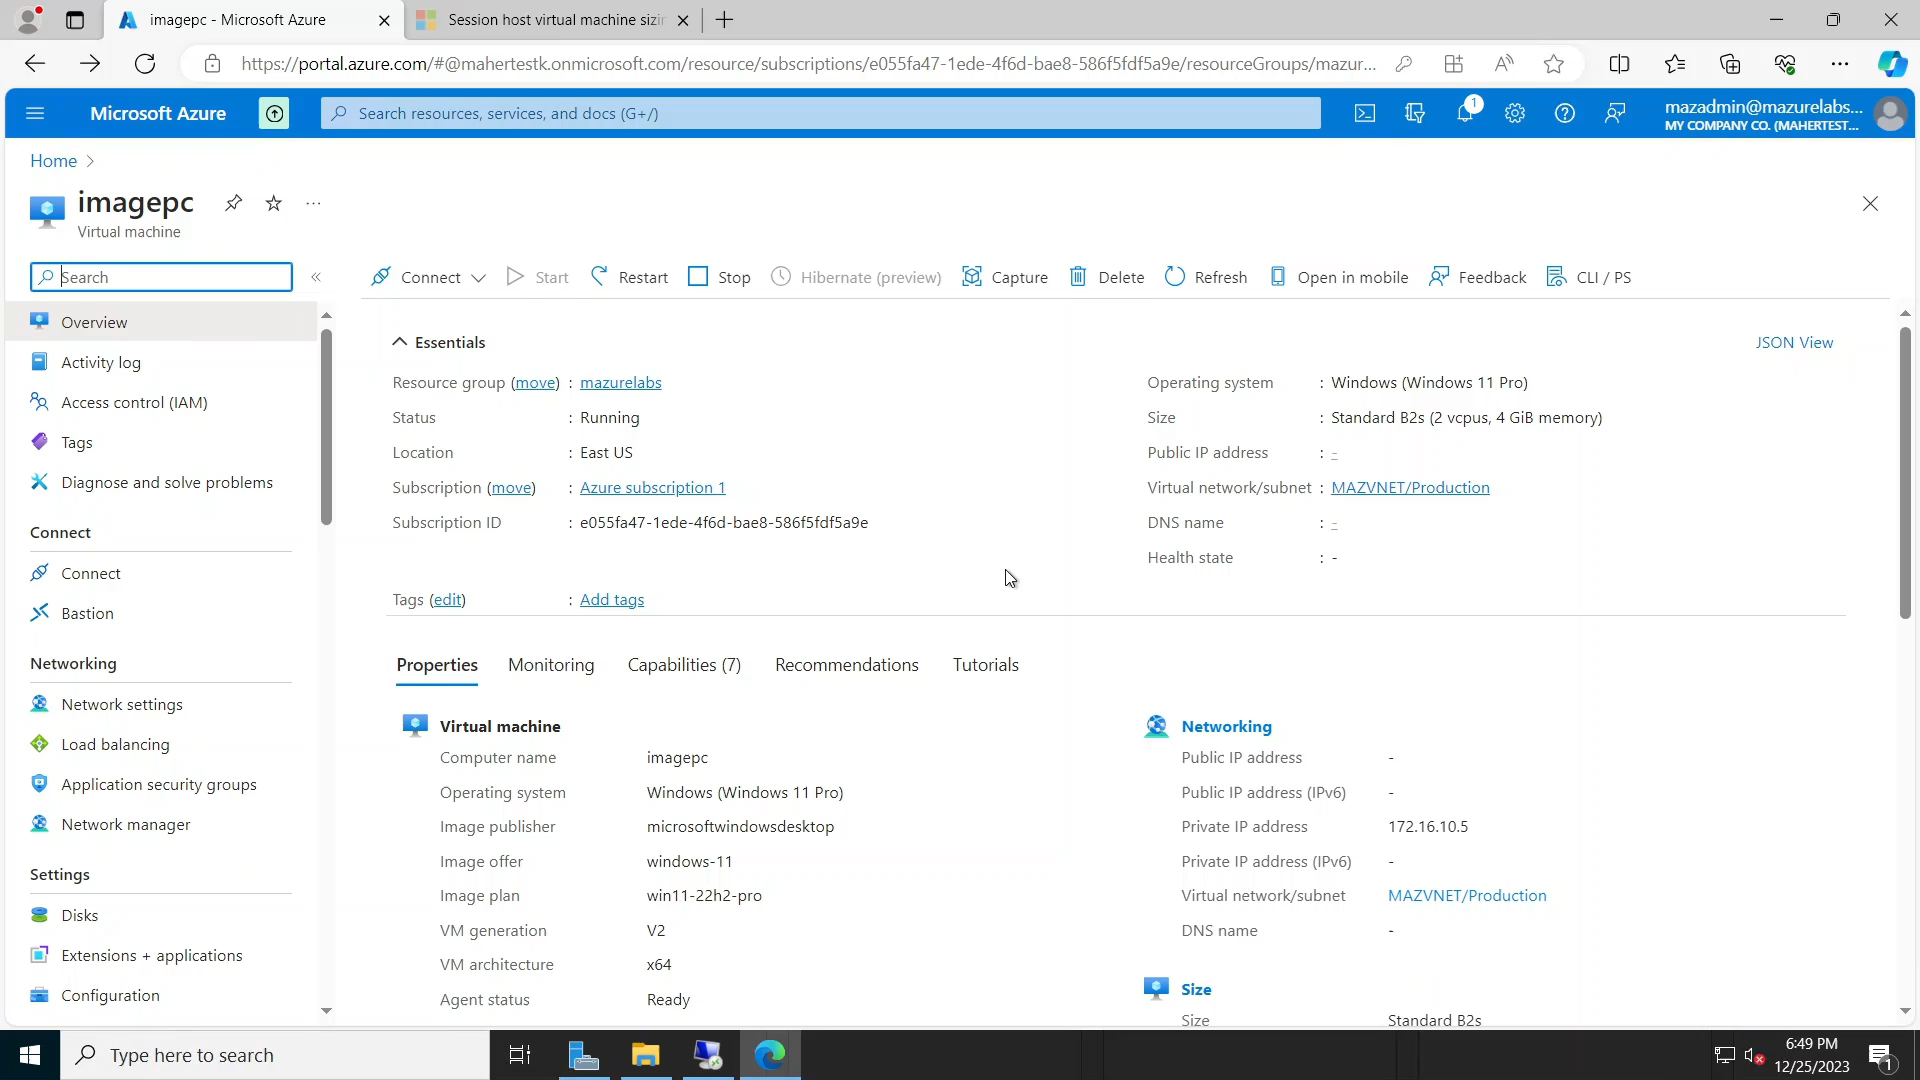 imagepc - Microsoft Azure
Session host virtual machine sizin
https://portal.azure.com/#@mahertestk.onmicrosoft.com/resource/subscriptions/e055fa47-1ede-4f6d-bae8-586f5fdf5a9e/resourceGroups/mazur...
Microsoft Azure
Search resources, services, and docs (G+/)
1
mazadmin@mazurelabs...
MY COMPANY CO. (MAHERTEST...
Home
imagepc
Virtual machine
Search
Connect
Start
Restart
Stop
Hibernate (preview)
Capture
Delete
Refresh
Open in mobile
Feedback
CLI / PS
Overview
Activity log
Access control (IAM)
Tags
Diagnose and solve problems
Connect
Connect
Bastion
Networking
Network settings
Load balancing
Application security groups
Network manager
Settings
Disks
Extensions + applications
Configuration
Essentials
JSON View
Resource group (move) : mazurelabs
Status : Running
Location : East US
Subscription (move) : Azure subscription 1
Subscription ID : e055fa47-1ede-4f6d-bae8-586f5fdf5a9e
Operating system : Windows (Windows 11 Pro)
Size : Standard B2s (2 vcpus, 4 GiB memory)
Public IP address : -
Virtual network/subnet : MAZVNET/Production
DNS name : -
Health state : -
Tags (edit) : Add tags
Properties
Monitoring
Capabilities (7)
Recommendations
Tutorials
Virtual machine
Computer name imagepc
Operating system Windows (Windows 11 Pro)
Image publisher microsoftwindowsdesktop
Image offer windows-11
Image plan win11-22h2-pro
VM generation V2
VM architecture x64
Agent status Ready
Networking
Public IP address -
Public IP address (IPv6) -
Private IP address 172.16.10.5
Private IP address (IPv6) -
Virtual network/subnet MAZVNET/Production
DNS name -
Size
Size Standard B2s
Type here to search
6:49 PM
12/25/2023
1